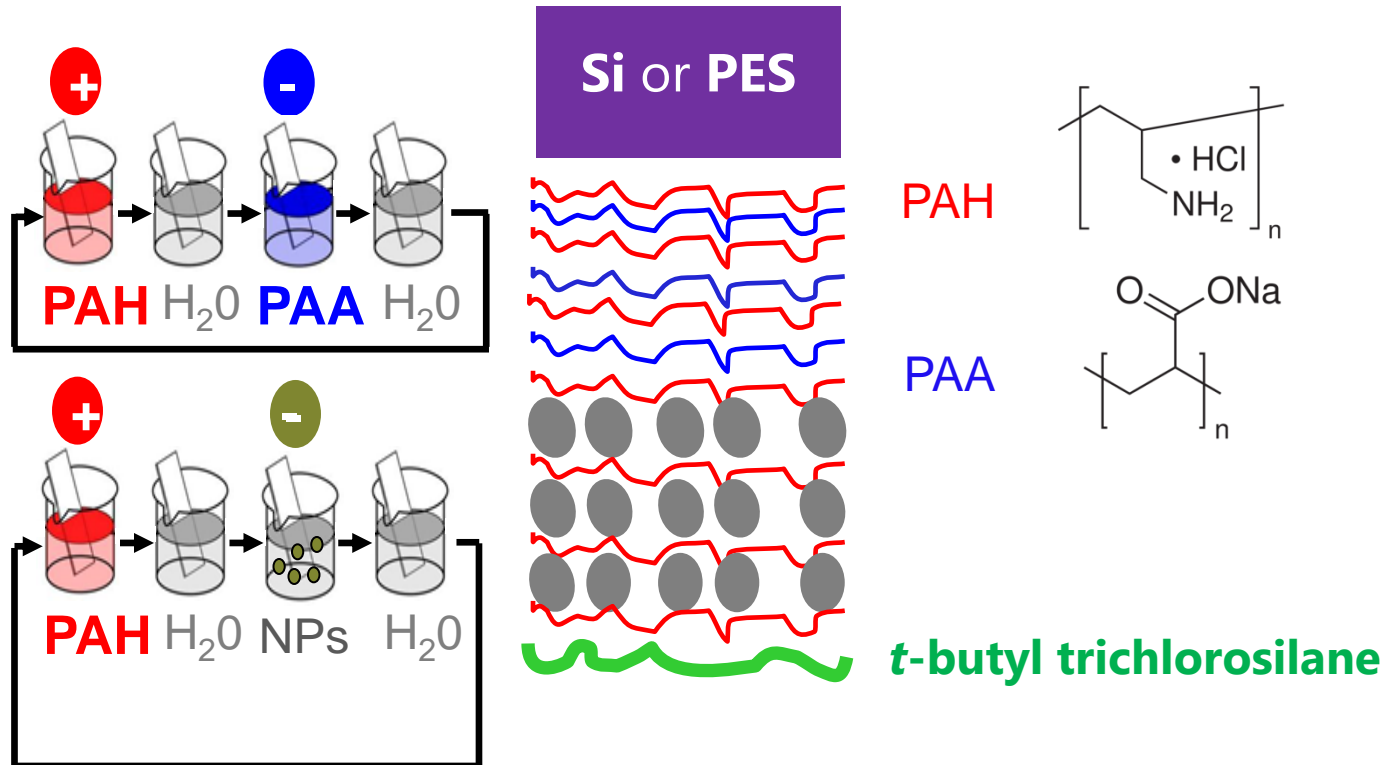 +
-
PAH H₂0 PAA H₂0
+
-
PAH H₂0 NPs H₂0
Si or PES
PAH
• HCl
NH₂
n
PAA
O
ONa
n
t-butyl trichlorosilane